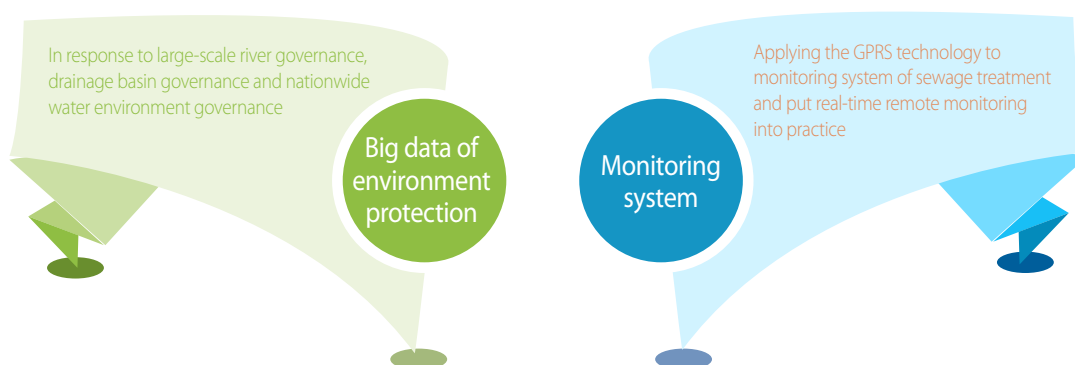 In response to large-scale river governance,
drainage basin governance and nationwide
water environment governance
Big data of
environment
protection
Monitoring
system
Applying the GPRS technology to
monitoring system of sewage treatment
and put real-time remote monitoring
into practice